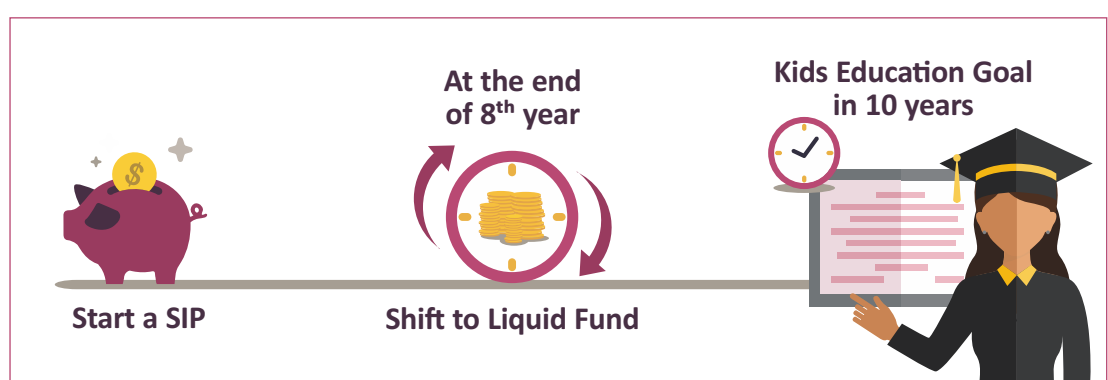 Start a SIP
At the end
of 8th year
Shift to Liquid Fund
Kids Education Goal
in 10 years
$